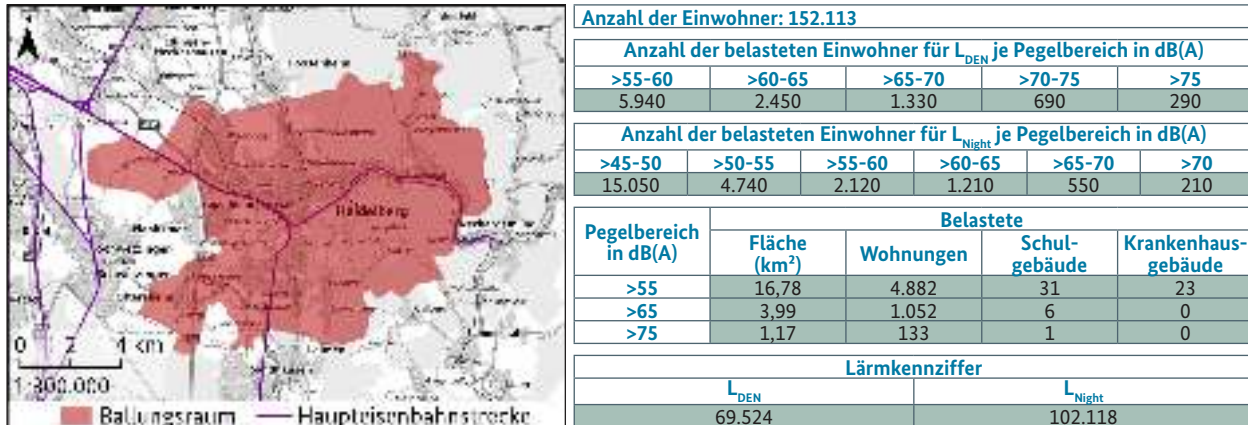 Heidelberg
0 2 4 km
1:300.000
Ballungsraum
Haupteisenbahnstrecke
Anzahl der Einwohner: 152.113
Anzahl der belasteten Einwohner für L_DEN je Pegelbereich in dB(A)
>55-60 >60-65 >65-70 >70-75 >75
5.940 2.450 1.330 690 290
Anzahl der belasteten Einwohner für L_Night je Pegelbereich in dB(A)
>45-50 >50-55 >55-60 >60-65 >65-70 >70
15.050 4.740 2.120 1.210 550 210
Pegelbereich
in dB(A)
Belastete
Fläche
(km²)
Wohnungen
Schul-
gebäude
Krankenhaus-
gebäude
>55 16,78 4.882 31 23
>65 3,99 1.052 6 0
>75 1,17 133 1 0
Lärmkennziffer
L_DEN L_Night
69.524 102.118